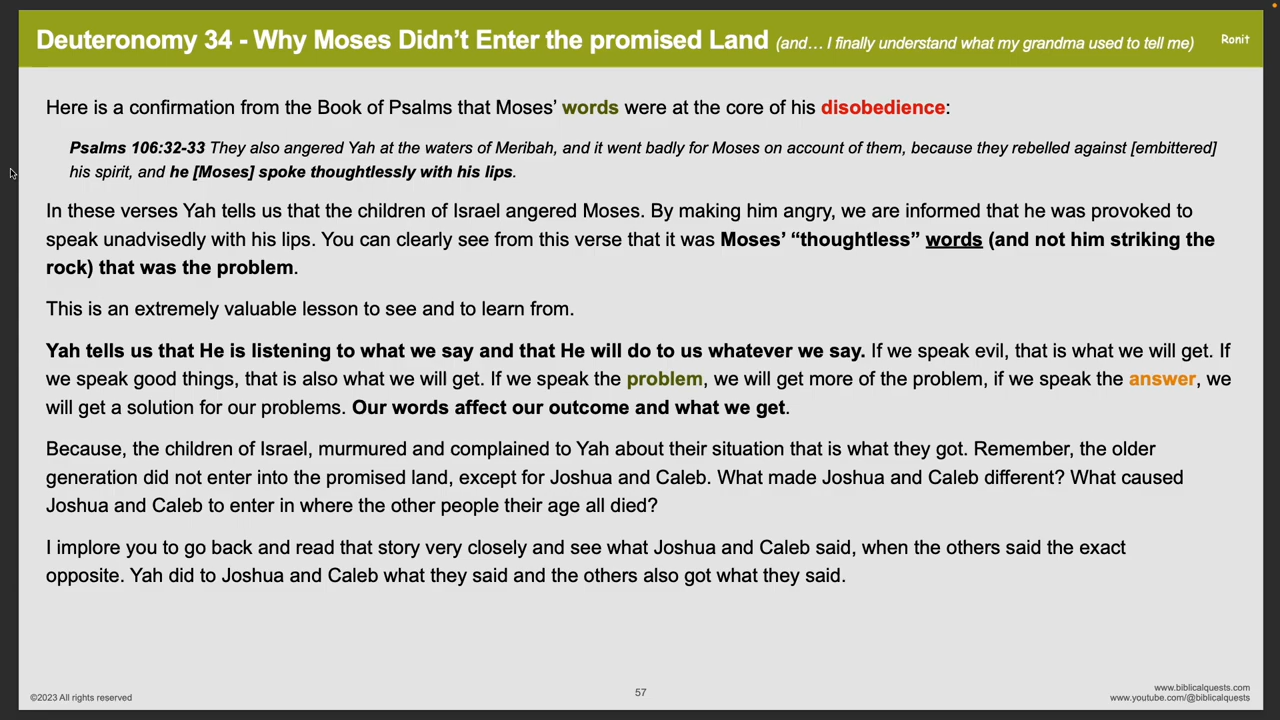 Deuteronomy 34 - Why Moses Didn’t Enter the promised Land (and… I finally understand what my grandma used to tell me) Ronit
Here is a confirmation from the Book of Psalms that Moses’ words were at the core of his disobedience:
Psalms 106:32-33 They also angered Yah at the waters of Meribah, and it went badly for Moses on account of them, because they rebelled against [embittered]
his spirit, and he [Moses] spoke thoughtlessly with his lips.
In these verses Yah tells us that the children of Israel angered Moses. By making him angry, we are informed that he was provoked to
speak unadvisedly with his lips. You can clearly see from this verse that it was Moses’ “thoughtless” words (and not him striking the
rock) that was the problem.
This is an extremely valuable lesson to see and to learn from.
Yah tells us that He is listening to what we say and that He will do to us whatever we say. If we speak evil, that is what we will get. If
we speak good things, that is also what we will get. If we speak the problem, we will get more of the problem, if we speak the answer, we
will get a solution for our problems. Our words affect our outcome and what we get.
Because, the children of Israel, murmured and complained to Yah about their situation that is what they got. Remember, the older
generation did not enter into the promised land, except for Joshua and Caleb. What made Joshua and Caleb different? What caused
Joshua and Caleb to enter in where the other people their age all died?
I implore you to go back and read that story very closely and see what Joshua and Caleb said, when the others said the exact
opposite. Yah did to Joshua and Caleb what they said and the others also got what they said.
©2023 All rights reserved
57
www.biblicalquests.com
www.youtube.com/@biblicalquests